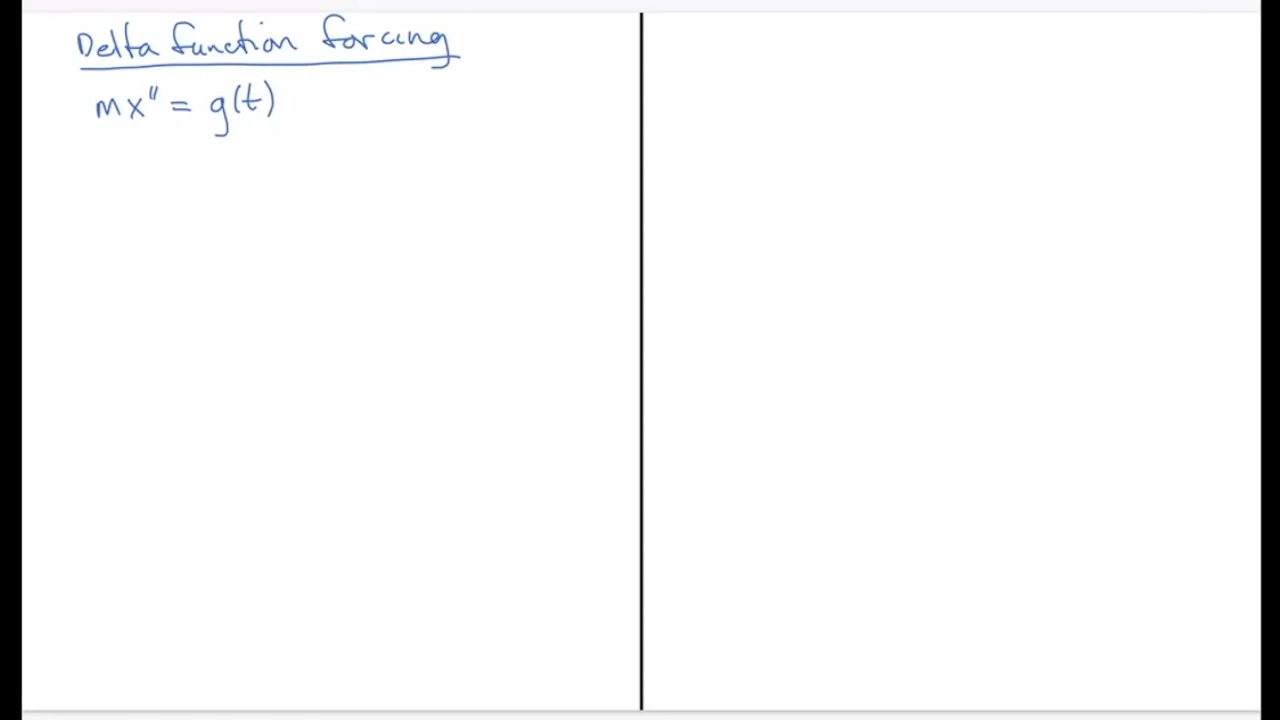 Delta function forcing
mx" = g(t)